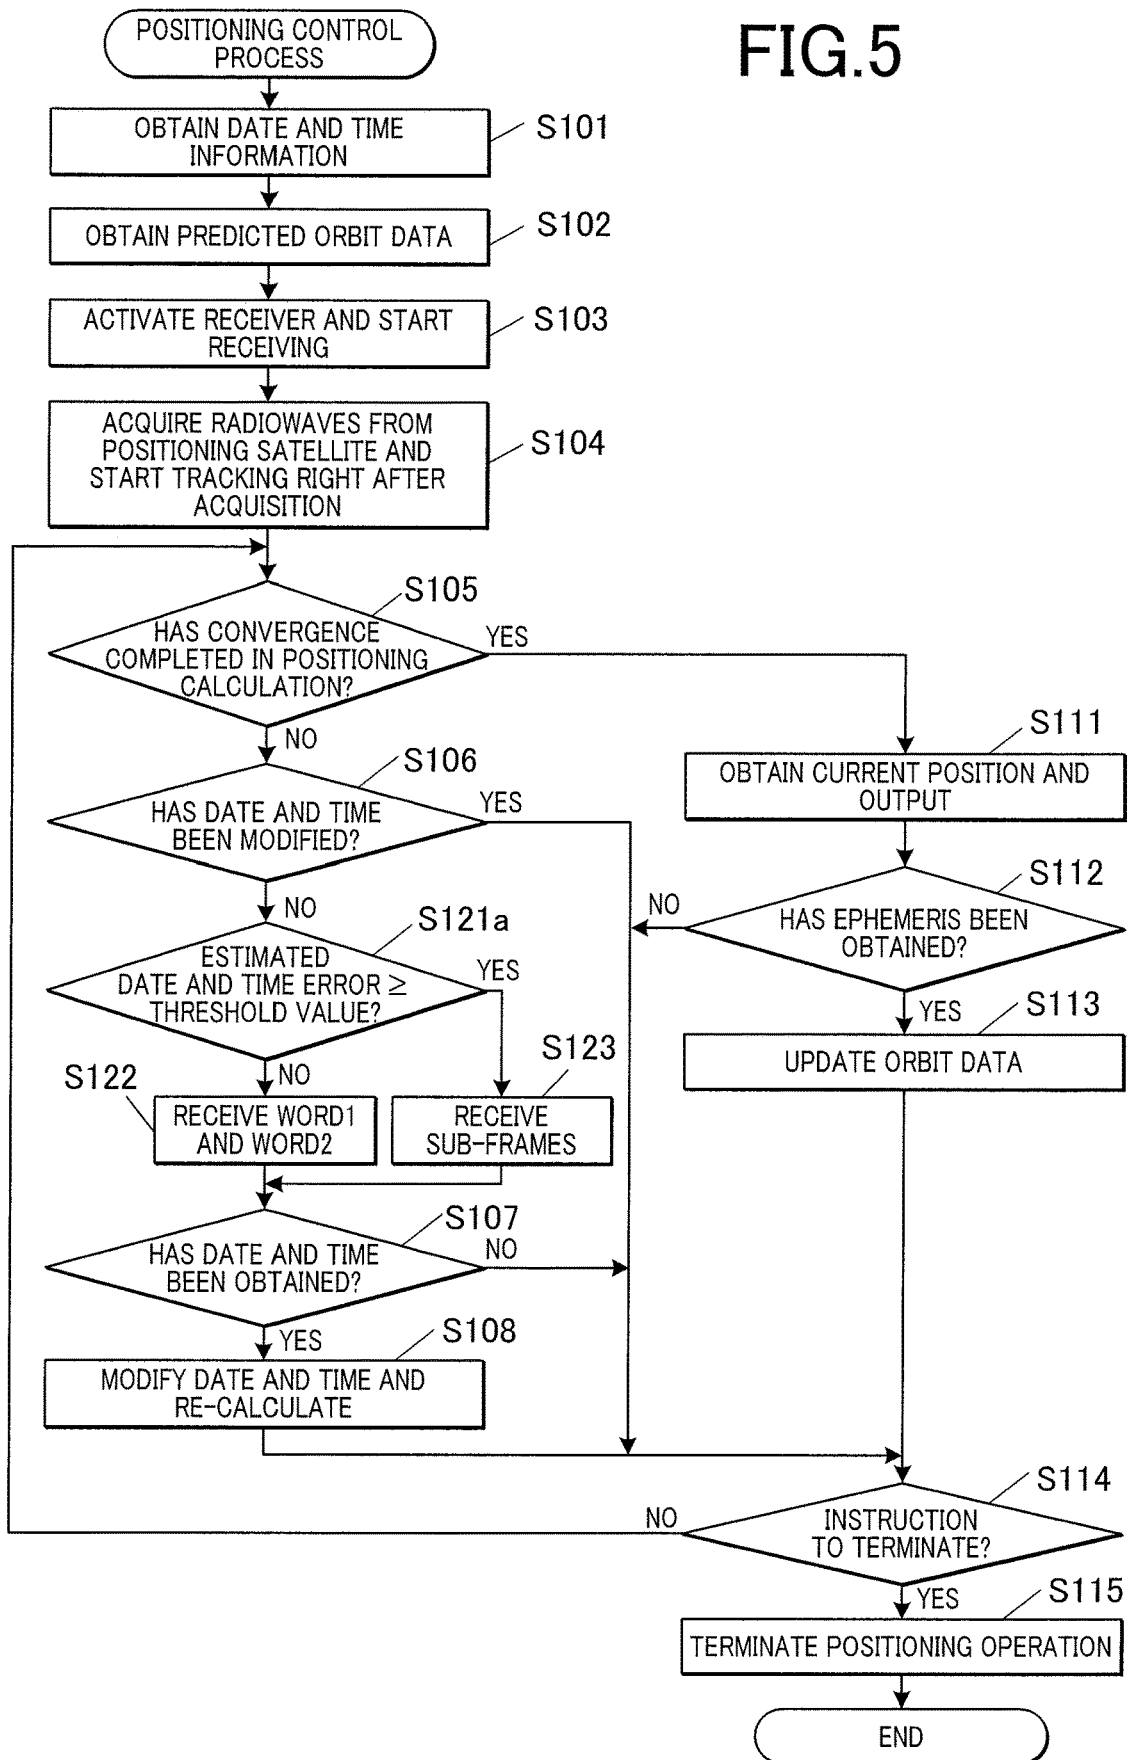 FIG.5
POSITIONING CONTROL
PROCESS
OBTAIN DATE AND TIME
INFORMATION
S101
OBTAIN PREDICTED ORBIT DATA
S102
ACTIVATE RECEIVER AND START
RECEIVING
S103
ACQUIRE RADIOWAVES FROM
POSITIONING SATELLITE AND
START TRACKING RIGHT AFTER
ACQUISITION
S104
S105
HAS CONVERGENCE
COMPLETED IN POSITIONING
CALCULATION?
YES
NO
S106
HAS DATE AND TIME
BEEN MODIFIED?
YES
NO
S121a
ESTIMATED
DATE AND TIME ERROR ≥
THRESHOLD VALUE?
YES
NO
S122
RECEIVE WORD1
AND WORD2
S123
RECEIVE
SUB-FRAMES
S107
HAS DATE AND TIME
BEEN OBTAINED?
NO
YES
S108
MODIFY DATE AND TIME AND
RE-CALCULATE
S111
OBTAIN CURRENT POSITION AND
OUTPUT
S112
HAS EPHEMERIS BEEN
OBTAINED?
NO
YES
S113
UPDATE ORBIT DATA
S114
INSTRUCTION
TO TERMINATE?
NO
YES
S115
TERMINATE POSITIONING OPERATION
END